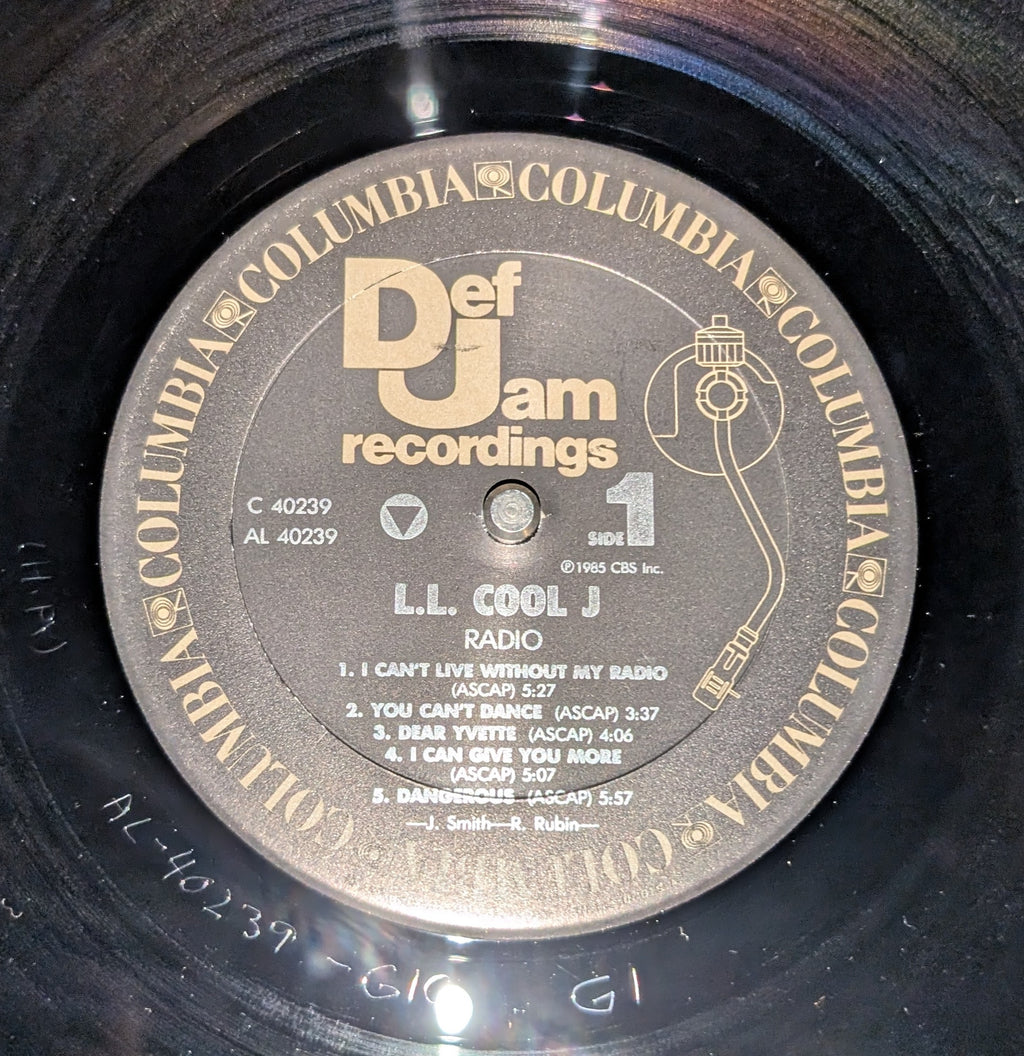 COLUMBIA COLUMBIA COLUMBIA COLUMBIA COLUMBIA COLUMBIA COLUMBIA COLUMBIA COLUMBIA COLUMBIA
Def
Jam
recordings
C 40239
AL 40239
SIDE 1
℗1985 CBS Inc.
L.L. COOL J
RADIO
1. I CAN'T LIVE WITHOUT MY RADIO
(ASCAP) 5:27
2. YOU CAN'T DANCE (ASCAP) 3:37
3. DEAR YVETTE (ASCAP) 4:06
4. I CAN GIVE YOU MORE
(ASCAP) 5:07
5. DANGEROUS (ASCAP) 5:57
—J. Smith—R. Rubin—
AL-40239
G1